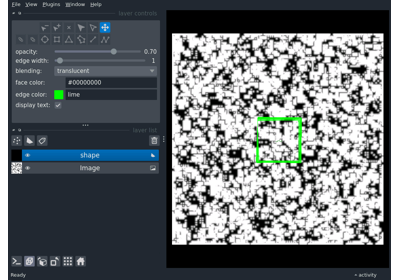 File View Plugins Window Help
layer controls
opacity: 0.70
edge width: 1
blending: translucent
face color: #00000000
edge color: lime
display text:
layer list
shape
Image
Ready
activity